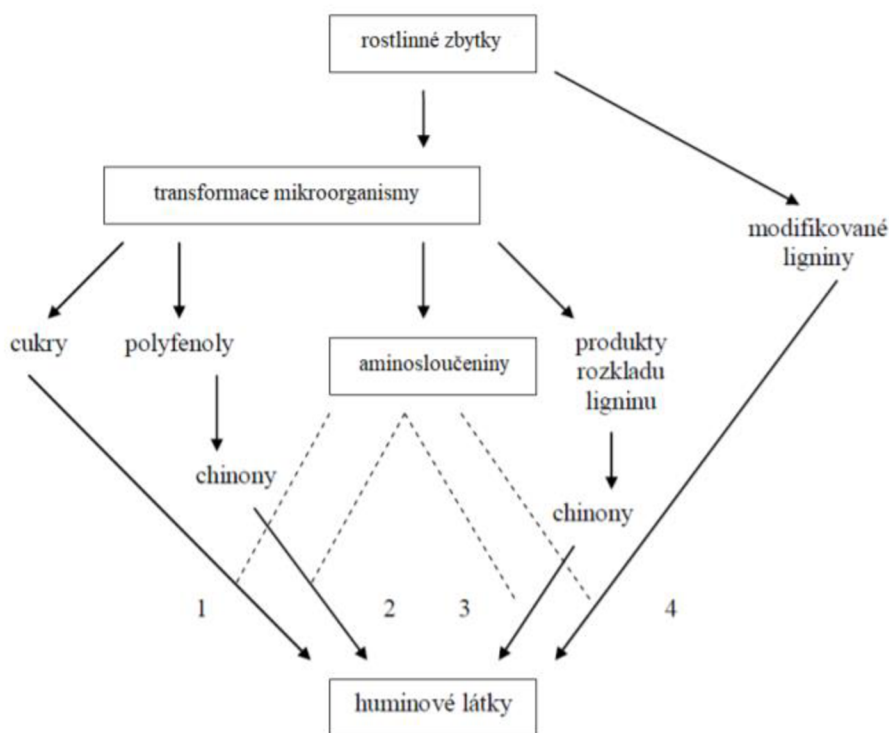 rostlinné zbytky
transformace mikroorganismy
modifikované
ligniny
cukry
polyfenoly
aminosloučeniny
produkty
rozkladu
ligninu
chinony
chinony
1
2
3
4
huminové látky